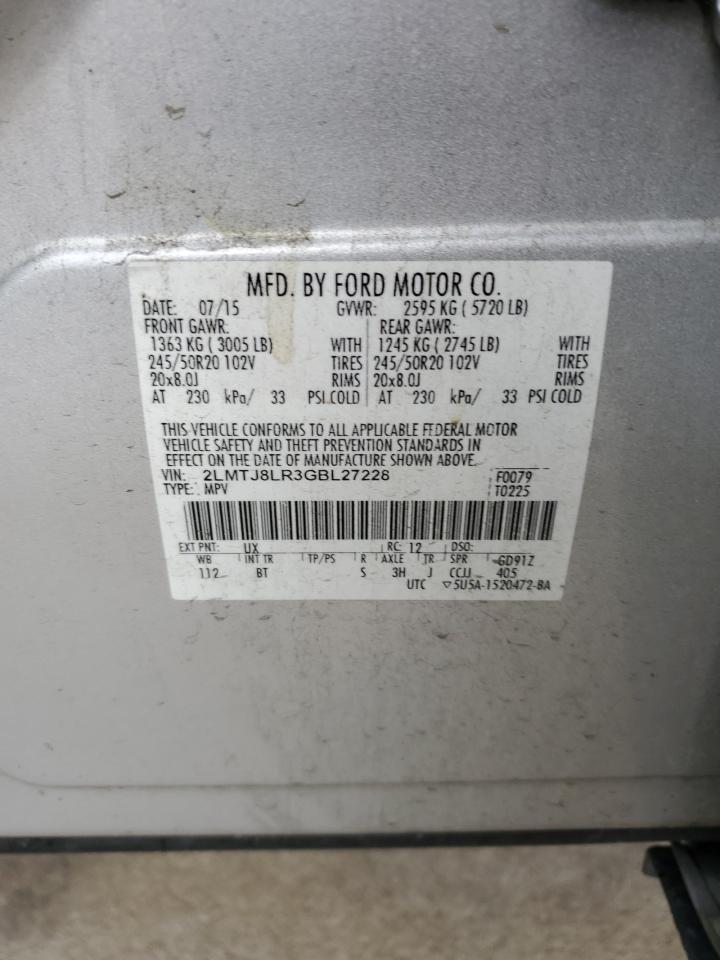 MFD. BY FORD MOTOR CO.
DATE: 07/15 GVWR: 2595 KG ( 5720 LB)
FRONT GAWR: REAR GAWR:
1363 KG ( 3005 LB) WITH 1245 KG ( 2745 LB) WITH
245/50R20 102V TIRES 245/50R20 102V TIRES
20x8.0J RIMS 20x8.0J RIMS
AT 230 kPa/ 33 PSI COLD AT 230 kPa/ 33 PSI COLD
THIS VEHICLE CONFORMS TO ALL APPLICABLE FEDERAL MOTOR
VEHICLE SAFETY AND THEFT PREVENTION STANDARDS IN
EFFECT ON THE DATE OF MANUFACTURE SHOWN ABOVE.
VIN: 2LMTJ8LR3GBL27228 F0079
TYPE: MPV T0225
EXT PNT: UX RC: 12 DSO:
WB INT TR TP/PS R AXLE TR SPR GD91Z
112 BT S 3H J CCJJ 405
UTC ▽5U5A-1520472-BA